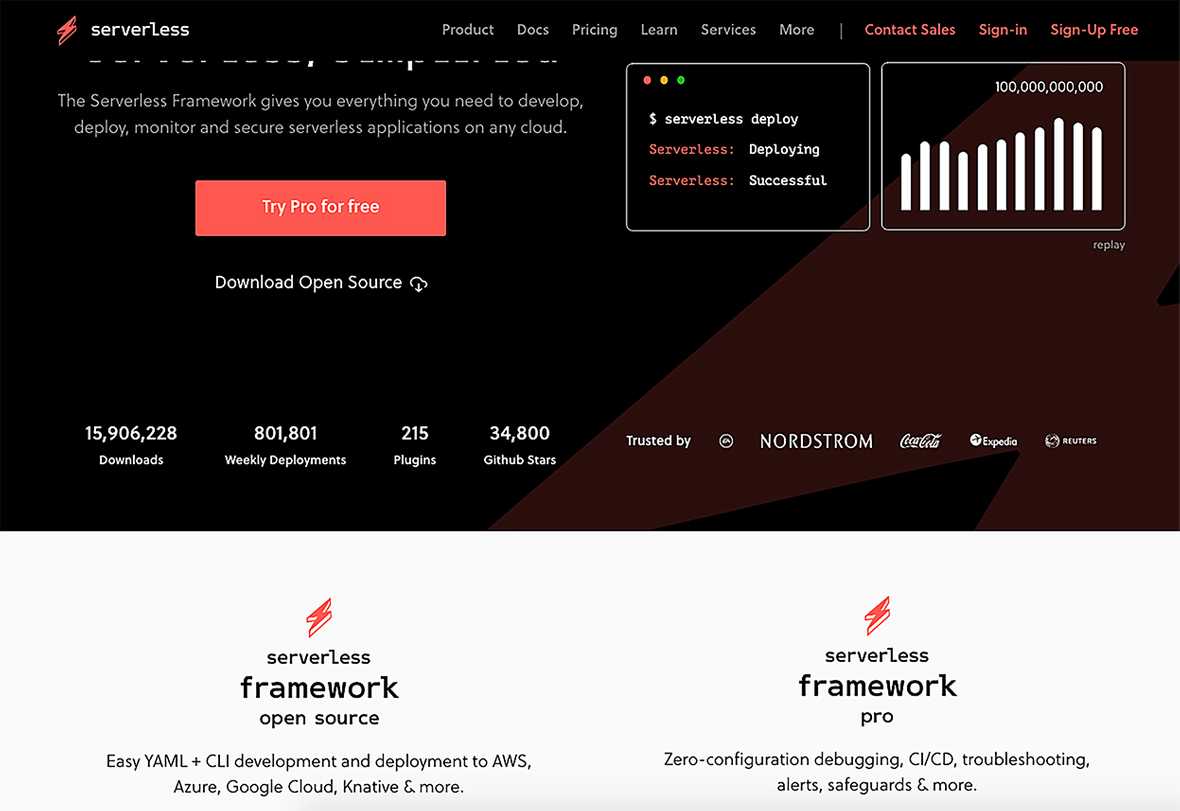 serverless
Product Docs Pricing Learn Services More | Contact Sales Sign-in Sign-Up Free
The Serverless Framework gives you everything you need to develop,
deploy, monitor and secure serverless applications on any cloud.
Try Pro for free
Download Open Source
$ serverless deploy
Serverless: Deploying
Serverless: Successful
100,000,000,000
replay
15,906,228 801,801 215 34,800
Downloads Weekly Deployments Plugins Github Stars
Trusted by EA NORDSTROM Coca-Cola Expedia REUTERS
serverless
framework
open source
Easy YAML + CLI development and deployment to AWS,
Azure, Google Cloud, Knative & more.
serverless
framework
pro
Zero-configuration debugging, CI/CD, troubleshooting,
alerts, safeguards & more.